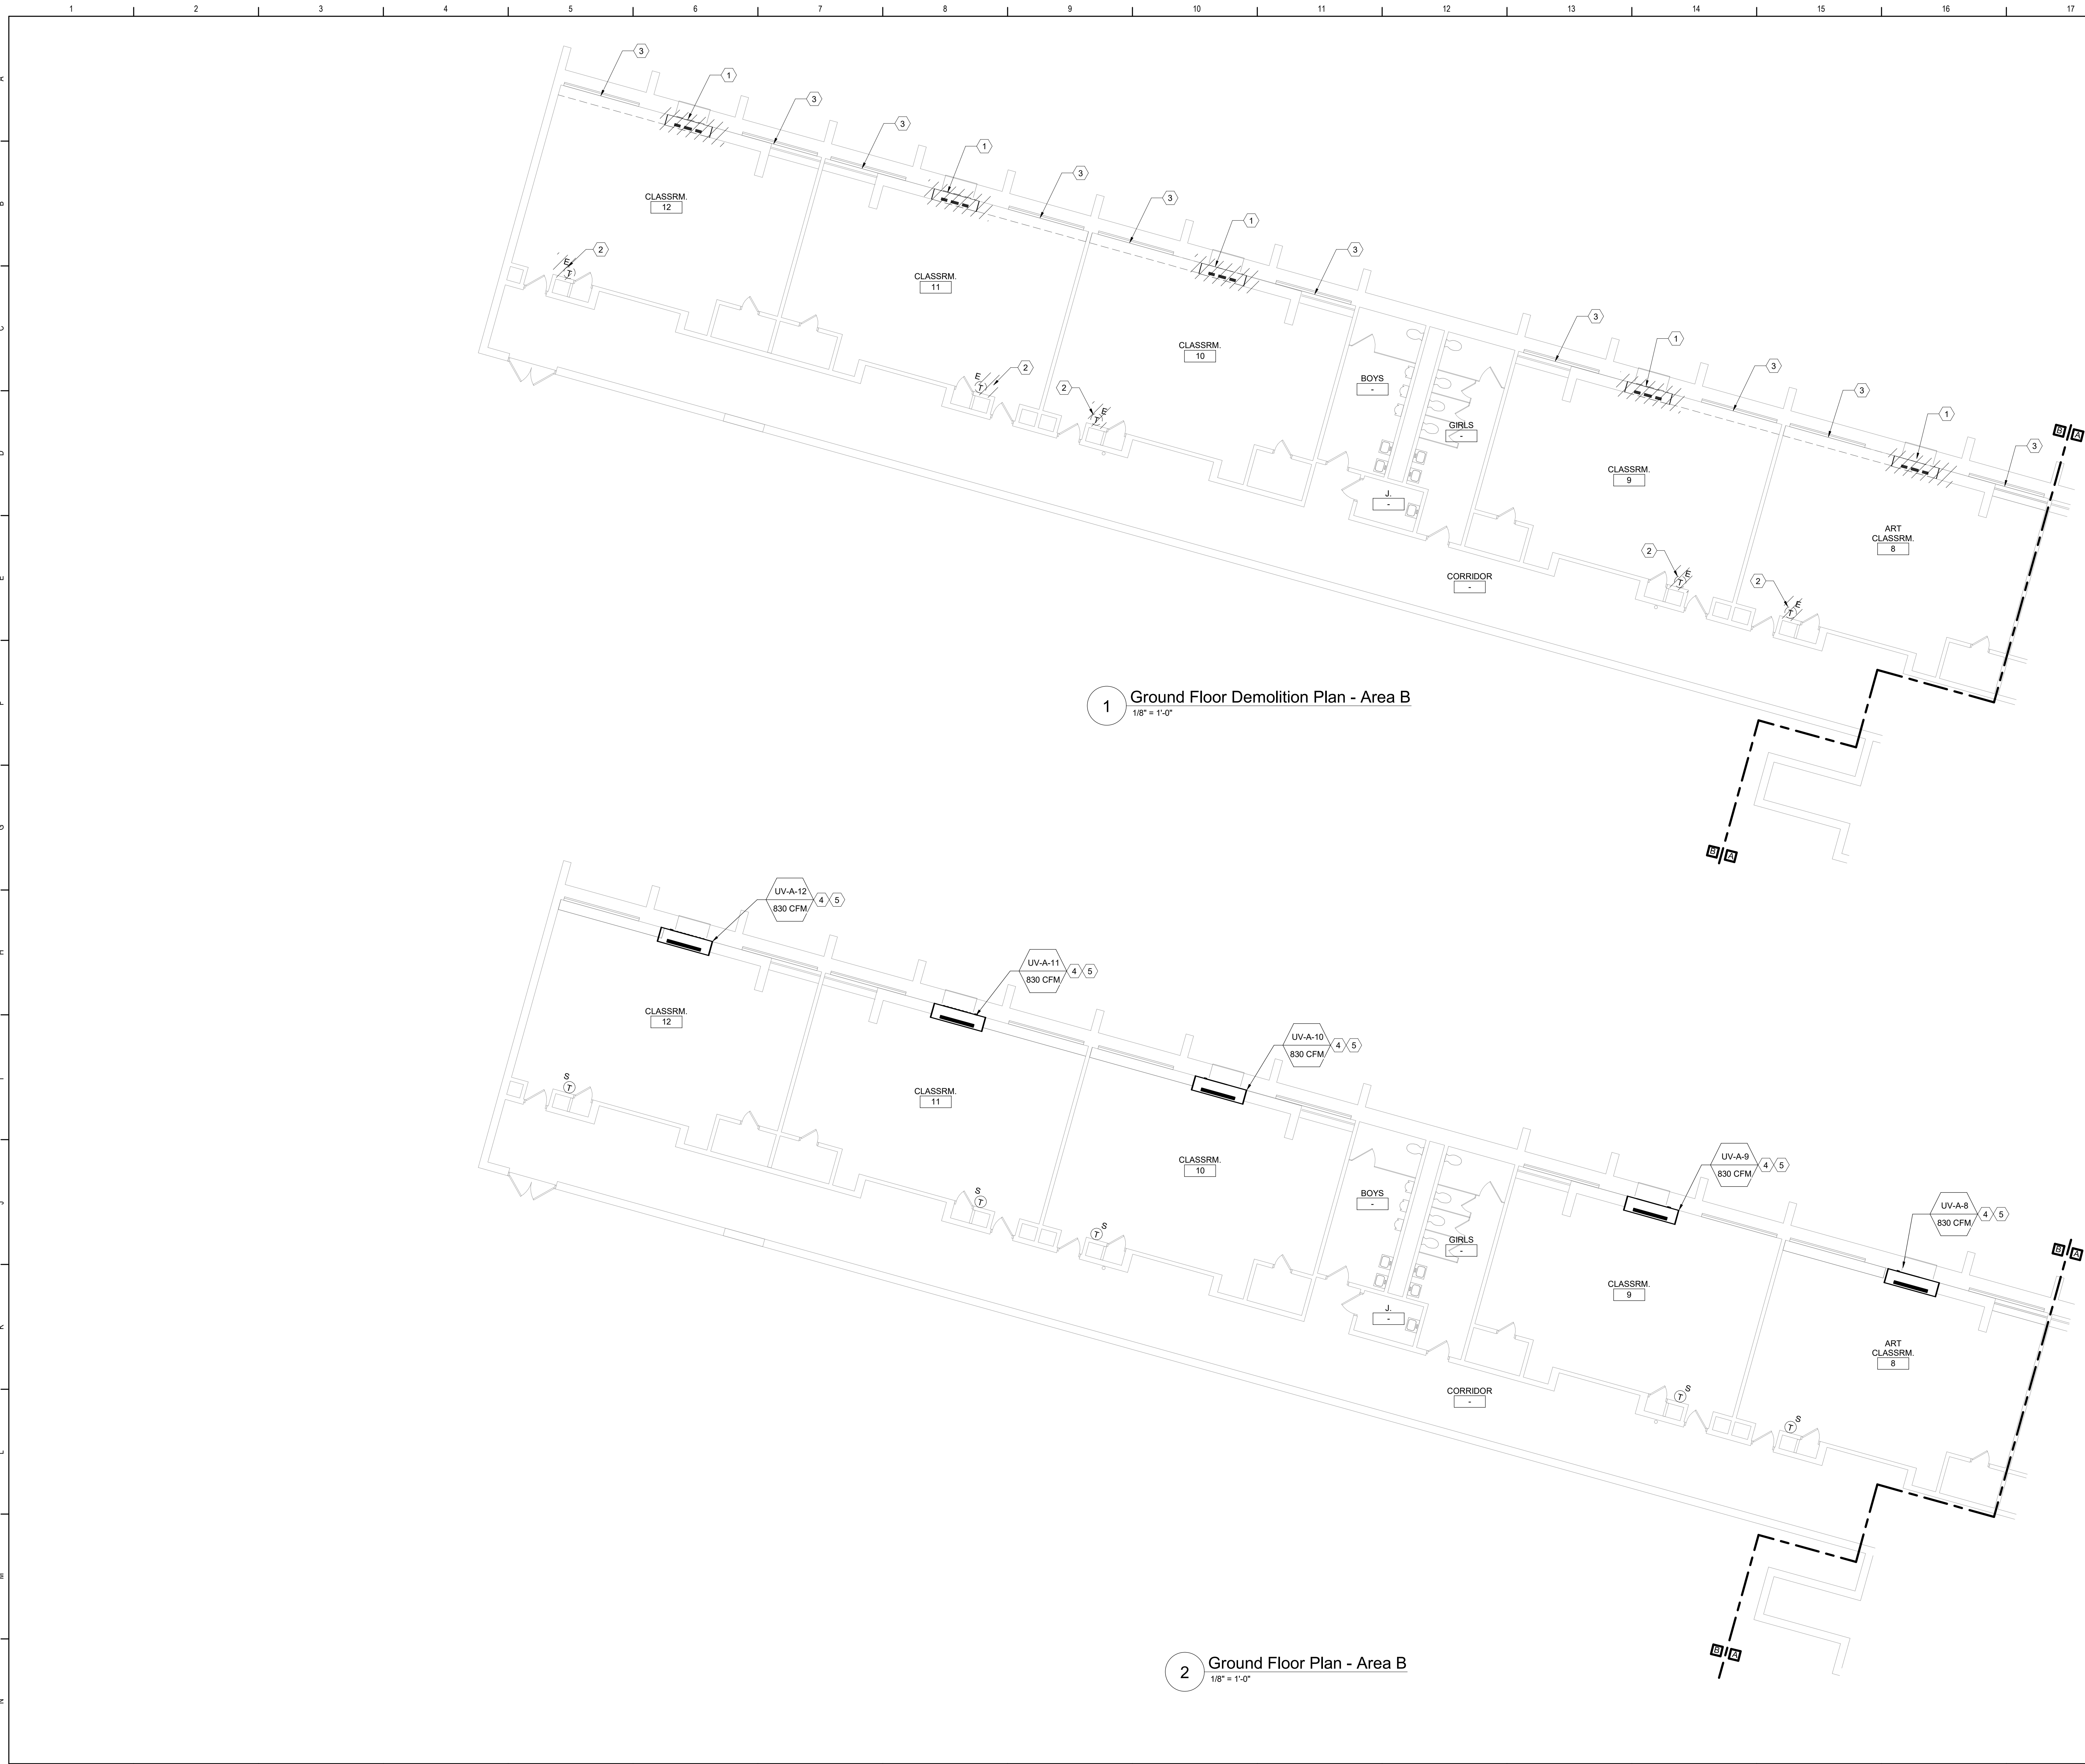 1 2 3 4 5 6 7 8 9 10 11 12 13 14 15 16 17
A
B
C
D
E
F
G
H
I
J
K
L
M
N
3
1
3
3
1
3
3
1
3
3
1
3
3
1
3
CLASSRM.
12
CLASSRM.
11
CLASSRM.
10
BOYS
-
GIRLS
-
J.
-
CLASSRM.
9
ART
CLASSRM.
8
CORRIDOR
-
2
E
T
2
E
T
2
E
T
2
E
T
2
E
T
B A
B A
1
Ground Floor Demolition Plan - Area B
1/8" = 1'-0"
UV-A-12
830 CFM
4 5
UV-A-11
830 CFM
4 5
UV-A-10
830 CFM
4 5
UV-A-9
830 CFM
4 5
UV-A-8
830 CFM
4 5
CLASSRM.
12
CLASSRM.
11
CLASSRM.
10
BOYS
-
GIRLS
-
J.
-
CLASSRM.
9
ART
CLASSRM.
8
CORRIDOR
-
S
T
S
T
S
T
S
T
S
T
B A
B A
2
Ground Floor Plan - Area B
1/8" = 1'-0"